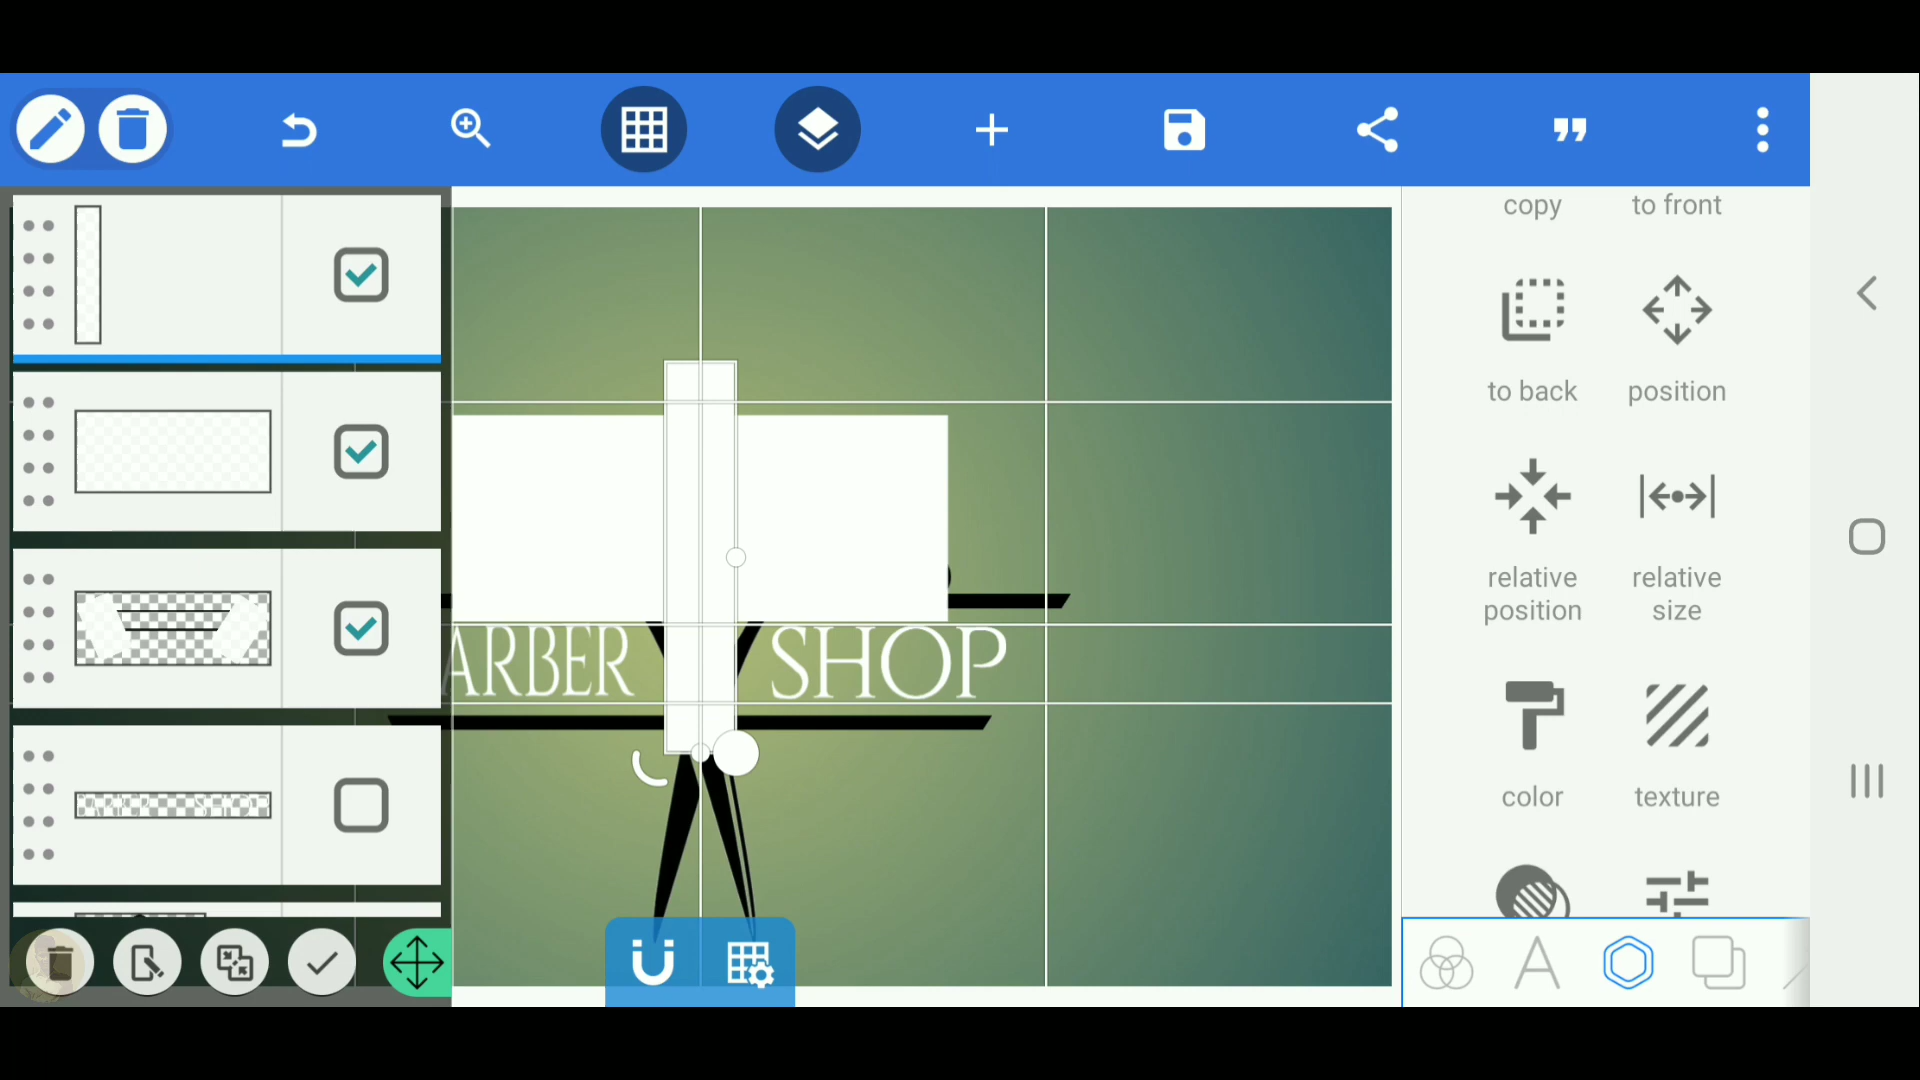 copy
to front
to back
position
relative
position
relative
size
ARBER
SHOP
color
texture